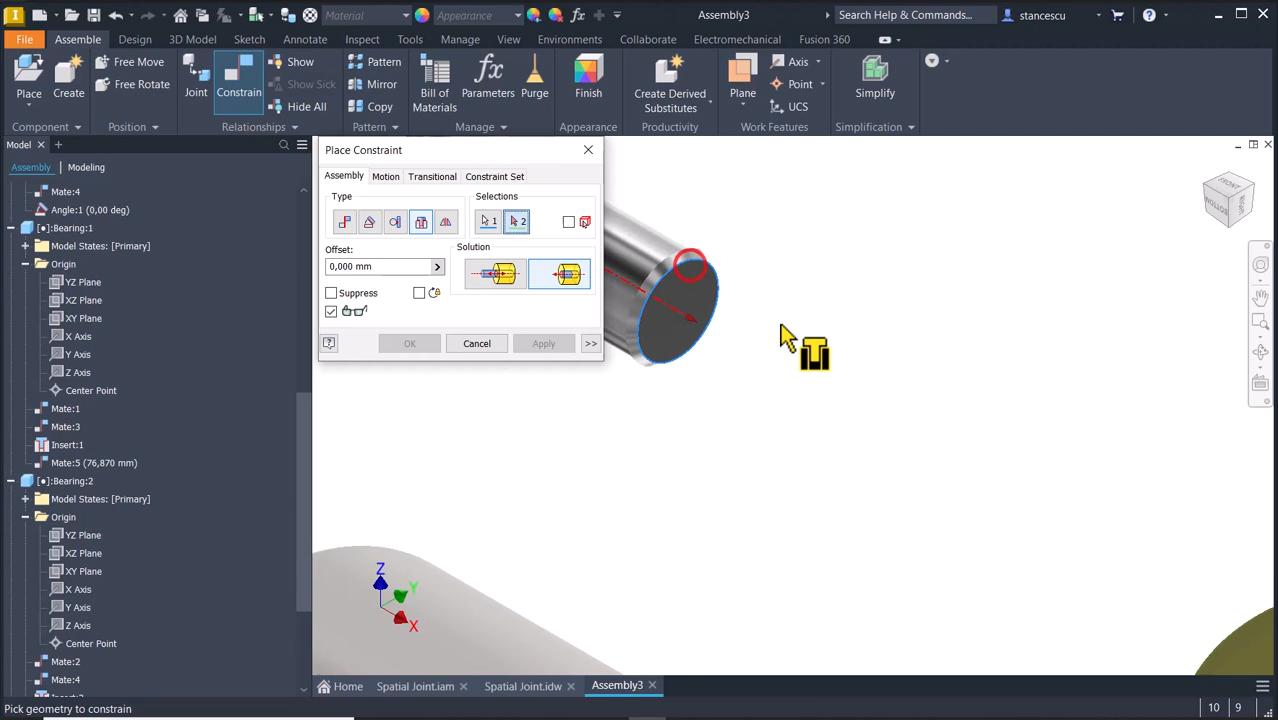 I PRO Material Appearance fx Assembly3 Search Help & Commands... stancescu
File Assemble Design 3D Model Sketch Annotate Inspect Tools Manage View Environments Collaborate Electromechanical Fusion 360
Place Create Free Move Free Rotate Joint Constrain Show Show Sick Hide All Pattern Mirror Copy Bill of Materials fx Parameters Purge Finish Create Derived Substitutes Plane Axis Point UCS Simplify
Component Position Relationships Pattern Manage Appearance Productivity Work Features Simplification
Model × +
Assembly Modeling
Mate:4
Angle:1 (0,00 deg)
[●]:Bearing:1
Model States: [Primary]
Origin
YZ Plane
XZ Plane
XY Plane
X Axis
Y Axis
Z Axis
Center Point
Mate:1
Mate:3
Insert:1
Mate:5 (76,870 mm)
[●]:Bearing:2
Model States: [Primary]
Origin
YZ Plane
XZ Plane
XY Plane
X Axis
Y Axis
Z Axis
Center Point
Mate:2
Mate:4
Place Constraint
Assembly Motion Transitional Constraint Set
Type Selections
1 2
Offset: Solution
0,000 mm
Suppress
OK Cancel Apply >>
FRONT
BOTTOM RIGHT
Z
Y
X
Home Spatial Joint.iam Spatial Joint.idw Assembly3
Pick geometry to constrain 10 9